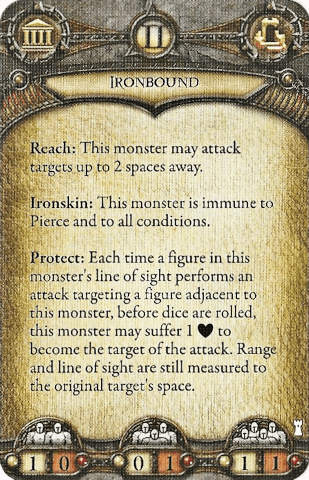 II
IRONBOUND
Reach: This monster may attack
targets up to 2 spaces away.
Ironskin: This monster is immune to
Pierce and to all conditions.
Protect: Each time a figure in this
monster's line of sight performs an
attack targeting a figure adjacent to
this monster, before dice are rolled,
this monster may suffer 1 ♥ to
become the target of the attack. Range
and line of sight are still measured to
the original target's space.
1 0 0 1 1 1